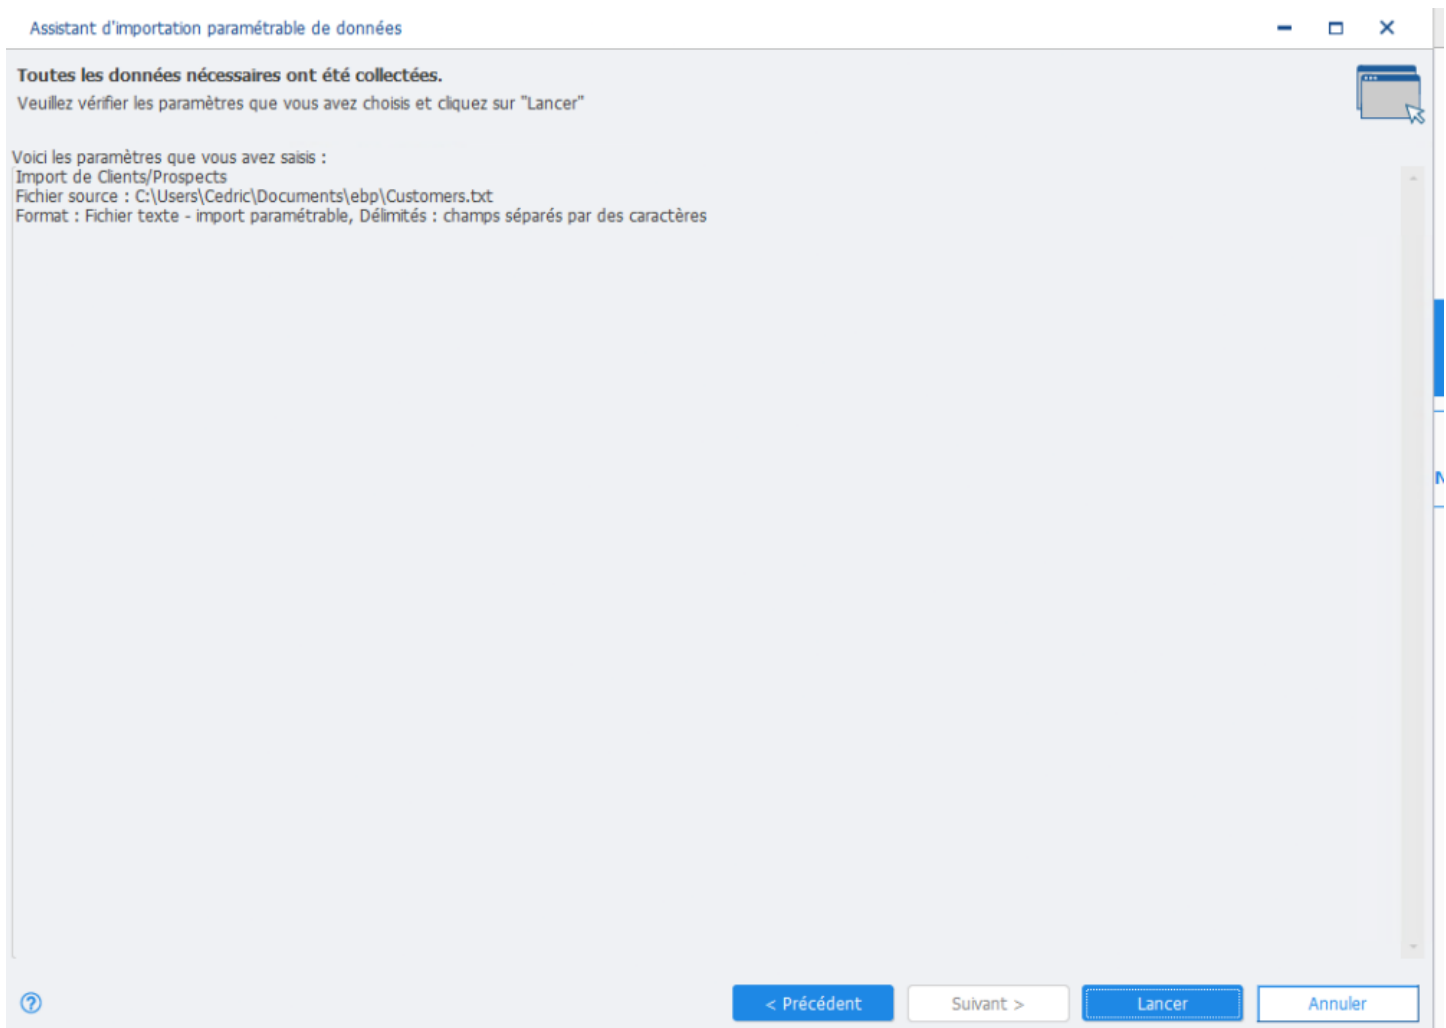 Assistant d'importation paramétrable de données
Toutes les données nécessaires ont été collectées.
Veuillez vérifier les paramètres que vous avez choisis et cliquez sur "Lancer"
Voici les paramètres que vous avez saisis :
Import de Clients/Prospects
Fichier source : C:\Users\Cedric\Documents\ebp\Customers.txt
Format : Fichier texte - import paramétrable, Délimités : champs séparés par des caractères
N
< Précédent
Suivant >
Lancer
Annuler